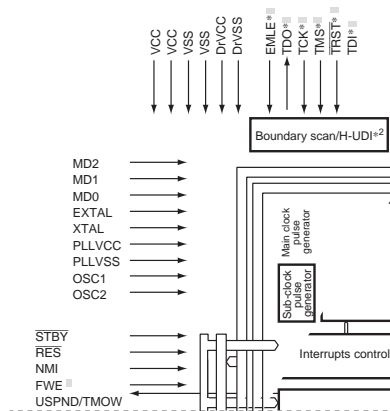 VCC
VCC
VSS
VSS
DrVCC
DrVSS
EMLE*
TDO*
TCK*
TMS*
TRST*
TDI*
Boundary scan/H-UDI*2
MD2
MD1
MD0
EXTAL
XTAL
PLLVCC
PLLVSS
OSC1
OSC2
STBY
RES
NMI
FWE
USPND/TMOW
Main clock
pulse
generator
Sub-clock
pulse
generator
Interrupts control